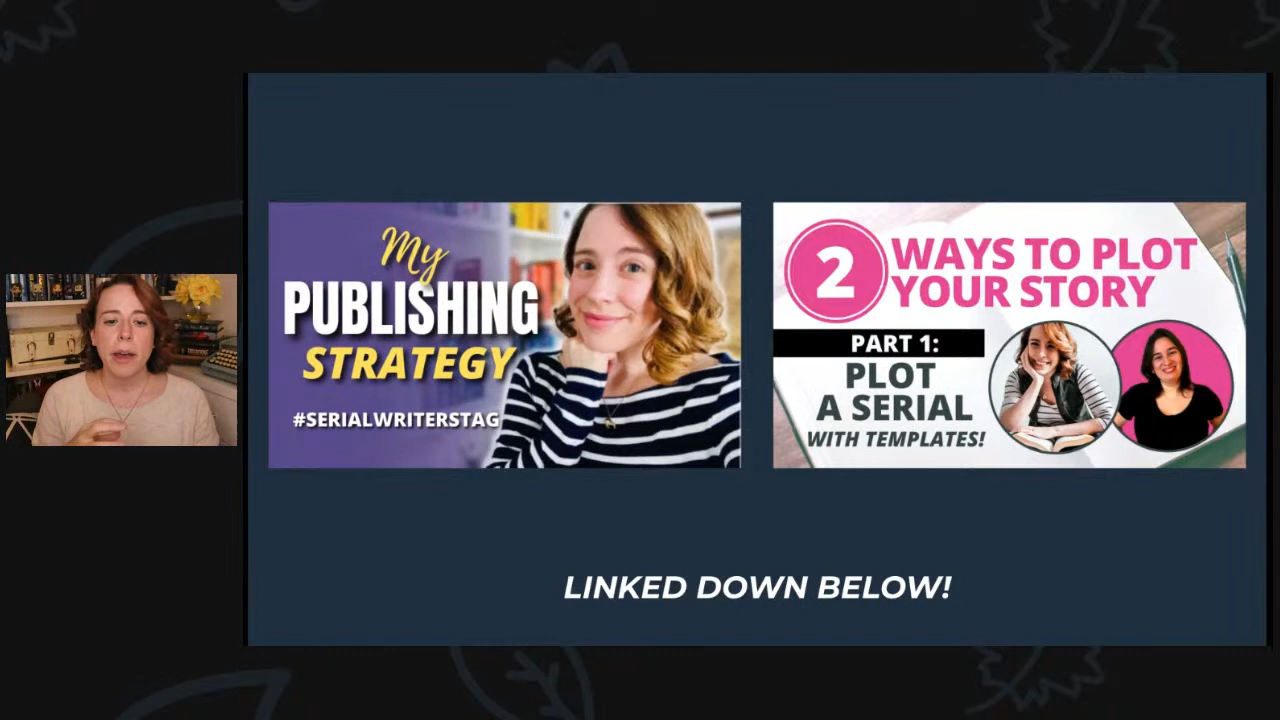 My
PUBLISHING
STRATEGY
#SERIALWRITERSTAG
2
WAYS TO PLOT
YOUR STORY
PART 1:
PLOT
A SERIAL
WITH TEMPLATES!
LINKED DOWN BELOW!